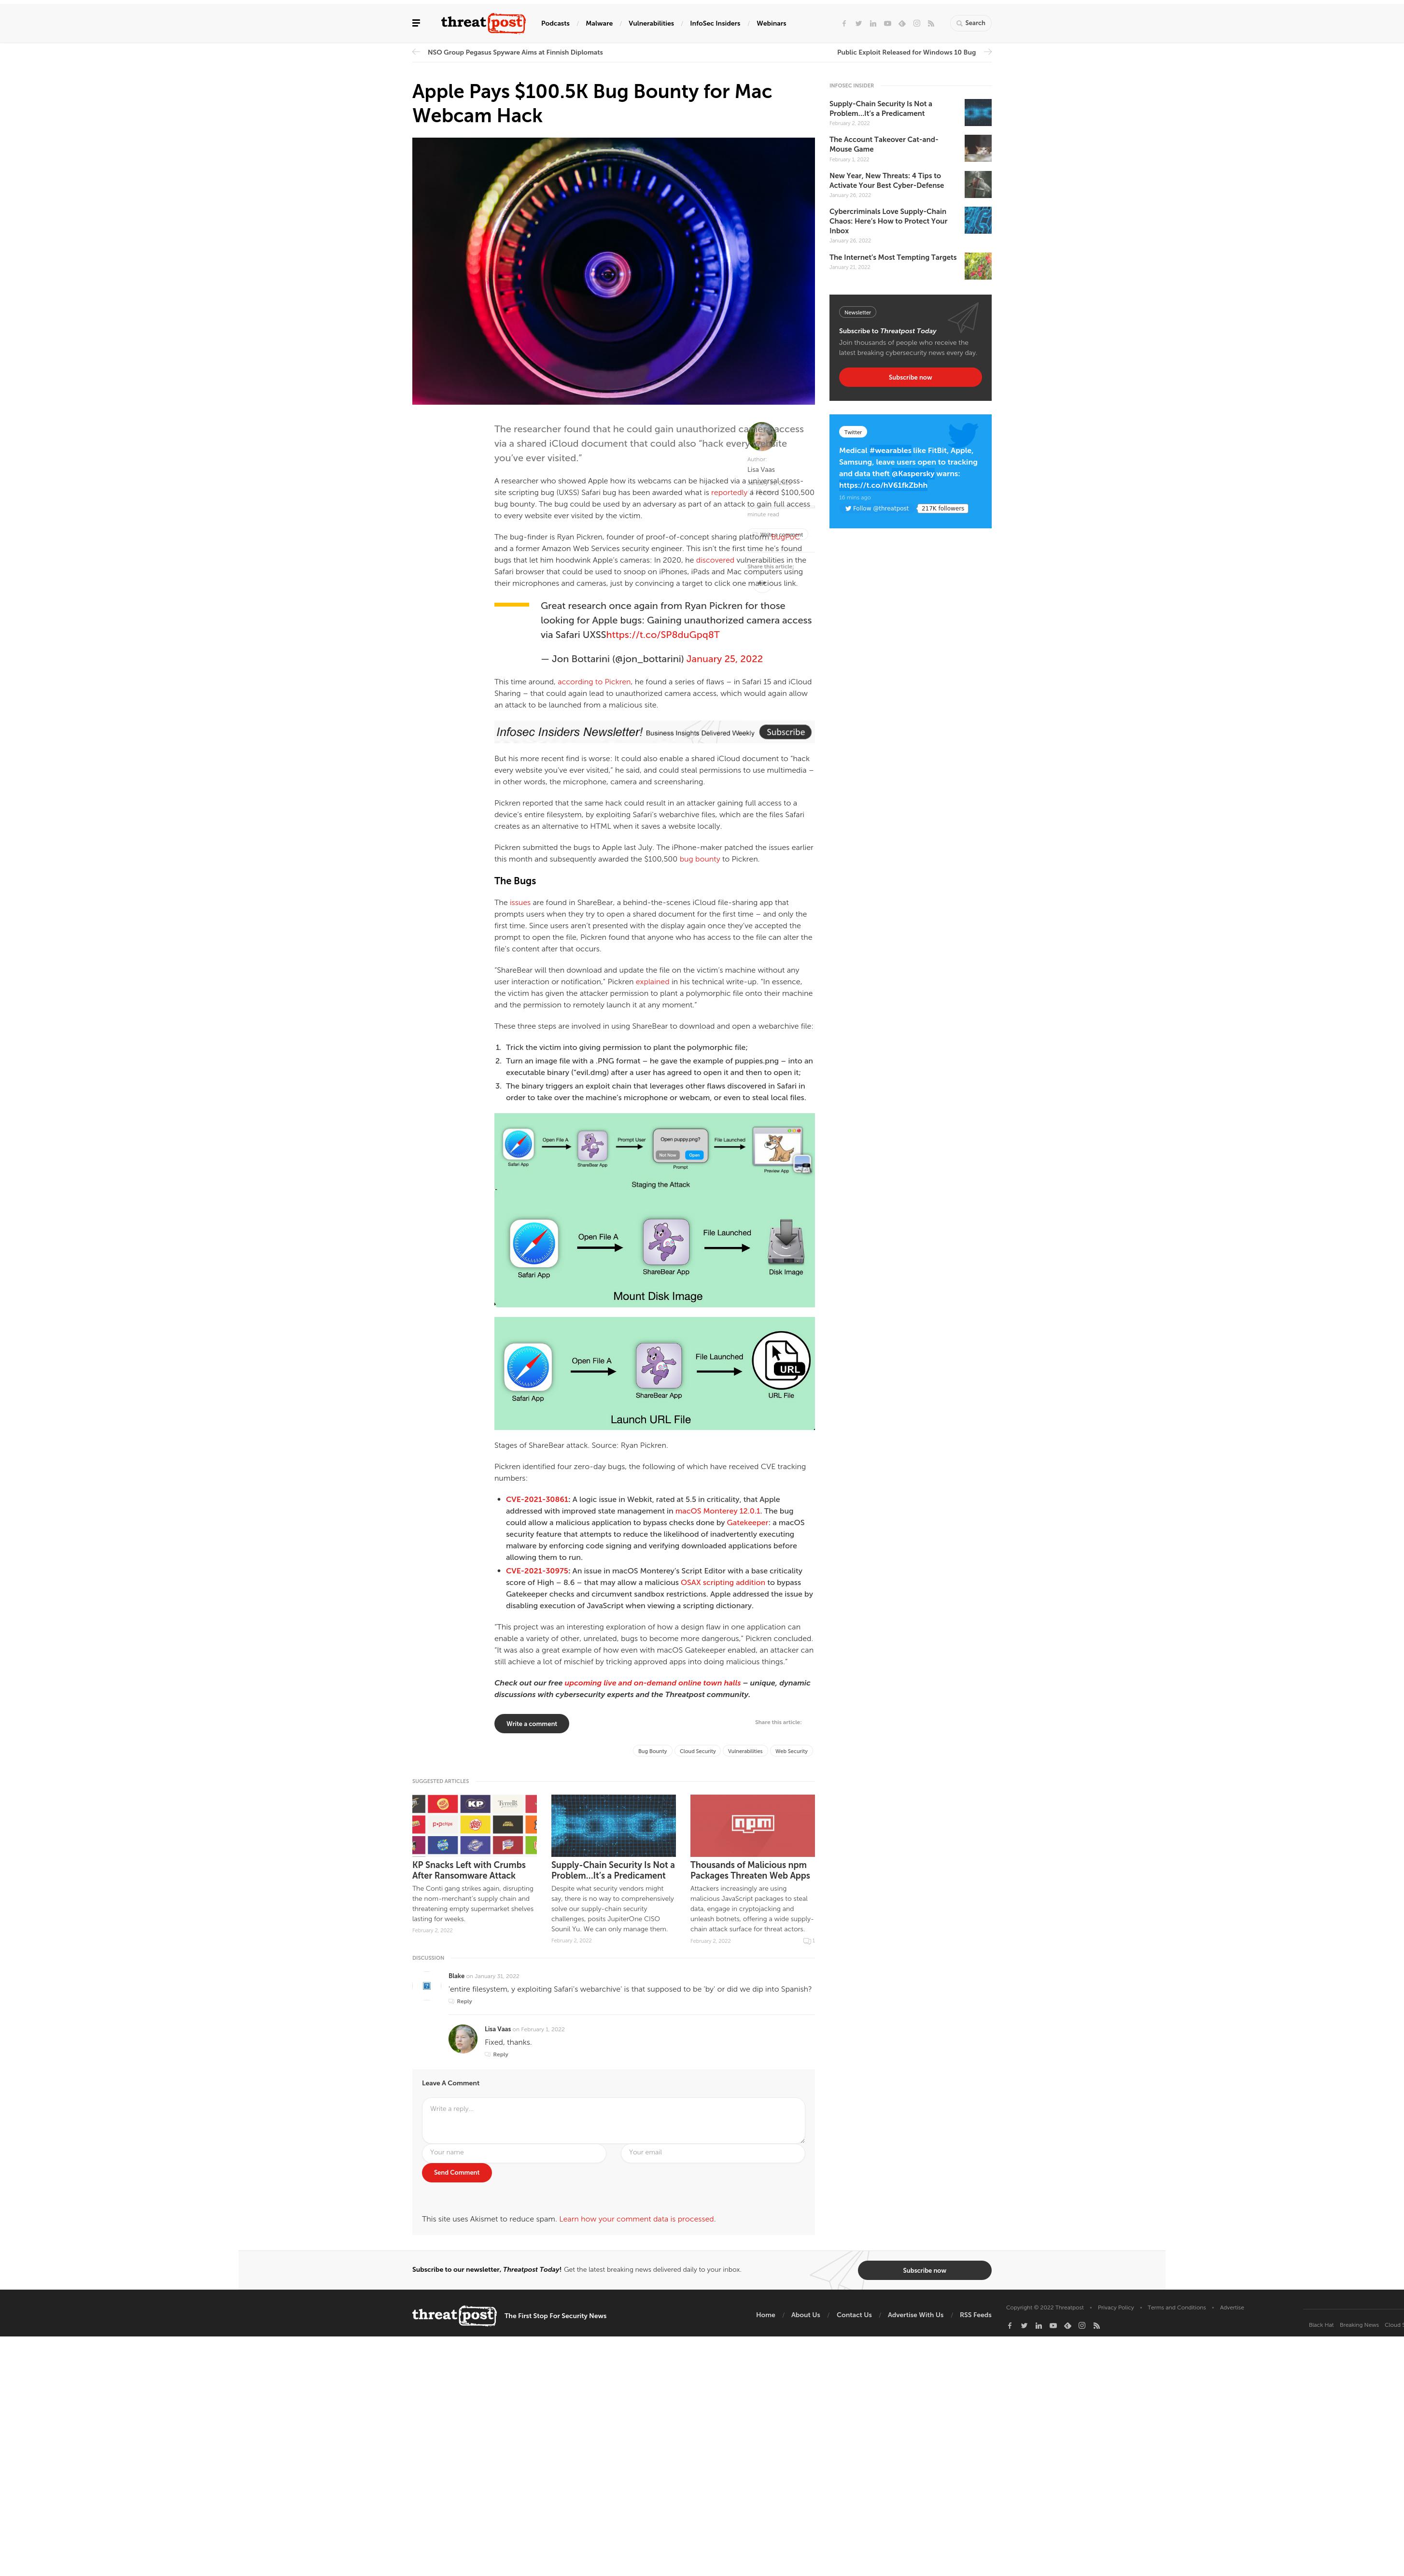 threat post
Podcasts / Malware / Vulnerabilities / InfoSec Insiders / Webinars
Search
NSO Group Pegasus Spyware Aims at Finnish Diplomats
Public Exploit Released for Windows 10 Bug
Apple Pays $100.5K Bug Bounty for Mac
Webcam Hack
The researcher found that he could gain unauthorized camera access
via a shared iCloud document that could also “hack every website
you’ve ever visited.”
Author:
Lisa Vaas
minute read
Write a comment
Share this article:
A researcher who showed Apple how its webcams can be hijacked via a universal cross-
site scripting bug (UXSS) Safari bug has been awarded what is reportedly a record $100,500
bug bounty. The bug could be used by an adversary as part of an attack to gain full access
to every website ever visited by the victim.
The bug-finder is Ryan Pickren, founder of proof-of-concept sharing platform BugPoC
and a former Amazon Web Services security engineer. This isn’t the first time he’s found
bugs that let him hoodwink Apple’s cameras: In 2020, he discovered vulnerabilities in the
Safari browser that could be used to snoop on iPhones, iPads and Mac computers using
their microphones and cameras, just by convincing a target to click one malicious link.
Great research once again from Ryan Pickren for those
looking for Apple bugs: Gaining unauthorized camera access
via Safari UXSShttps://t.co/SP8duGpq8T
— Jon Bottarini (@jon_bottarini) January 25, 2022
This time around, according to Pickren, he found a series of flaws – in Safari 15 and iCloud
Sharing – that could again lead to unauthorized camera access, which would again allow
an attack to be launched from a malicious site.
Infosec Insiders Newsletter! Business Insights Delivered Weekly Subscribe
But his more recent find is worse: It could also enable a shared iCloud document to “hack
every website you’ve ever visited,” he said, and could steal permissions to use multimedia –
in other words, the microphone, camera and screensharing.
Pickren reported that the same hack could result in an attacker gaining full access to a
device’s entire filesystem, by exploiting Safari’s webarchive files, which are the files Safari
creates as an alternative to HTML when it saves a website locally.
Pickren submitted the bugs to Apple last July. The iPhone-maker patched the issues earlier
this month and subsequently awarded the $100,500 bug bounty to Pickren.
The Bugs
The issues are found in ShareBear, a behind-the-scenes iCloud file-sharing app that
prompts users when they try to open a shared document for the first time – and only the
first time. Since users aren’t presented with the display again once they’ve accepted the
prompt to open the file, Pickren found that anyone who has access to the file can alter the
file’s content after that occurs.
“ShareBear will then download and update the file on the victim’s machine without any
user interaction or notification,” Pickren explained in his technical write-up. “In essence,
the victim has given the attacker permission to plant a polymorphic file onto their machine
and the permission to remotely launch it at any moment.”
These three steps are involved in using ShareBear to download and open a webarchive file:
1. Trick the victim into giving permission to plant the polymorphic file;
2. Turn an image file with a .PNG format – he gave the example of puppies.png – into an
executable binary (“evil.dmg) after a user has agreed to open it and then to open it;
3. The binary triggers an exploit chain that leverages other flaws discovered in Safari in
order to take over the machine’s microphone or webcam, or even to steal local files.
Open File A
Prompt User
Open puppy.png?
File Launched
Not Now
Open
Safari App
ShareBear App
Prompt
Preview App
Staging the Attack
Open File A
File Launched
Safari App
ShareBear App
Disk Image
Mount Disk Image
Open File A
File Launched
URL
Safari App
ShareBear App
URL File
Launch URL File
Stages of ShareBear attack. Source: Ryan Pickren.
Pickren identified four zero-day bugs, the following of which have received CVE tracking
numbers:
• CVE-2021-30861: A logic issue in Webkit, rated at 5.5 in criticality, that Apple
addressed with improved state management in macOS Monterey 12.0.1. The bug
could allow a malicious application to bypass checks done by Gatekeeper: a macOS
security feature that attempts to reduce the likelihood of inadvertently executing
malware by enforcing code signing and verifying downloaded applications before
allowing them to run.
• CVE-2021-30975: An issue in macOS Monterey’s Script Editor with a base criticality
score of High – 8.6 – that may allow a malicious OSAX scripting addition to bypass
Gatekeeper checks and circumvent sandbox restrictions. Apple addressed the issue by
disabling execution of JavaScript when viewing a scripting dictionary.
“This project was an interesting exploration of how a design flaw in one application can
enable a variety of other, unrelated, bugs to become more dangerous,” Pickren concluded.
“It was also a great example of how even with macOS Gatekeeper enabled, an attacker can
still achieve a lot of mischief by tricking approved apps into doing malicious things.”
Check out our free upcoming live and on-demand online town halls – unique, dynamic
discussions with cybersecurity experts and the Threatpost community.
Write a comment
Share this article:
Bug Bounty
Cloud Security
Vulnerabilities
Web Security
SUGGESTED ARTICLES
KP
Tyrrells
popchips
npm
KP Snacks Left with Crumbs
After Ransomware Attack
The Conti gang strikes again, disrupting
the nom-merchant’s supply chain and
threatening empty supermarket shelves
lasting for weeks.
February 2, 2022
Supply-Chain Security Is Not a
Problem…It’s a Predicament
Despite what security vendors might
say, there is no way to comprehensively
solve our supply-chain security
challenges, posits JupiterOne CISO
Sounil Yu. We can only manage them.
February 2, 2022
Thousands of Malicious npm
Packages Threaten Web Apps
Attackers increasingly are using
malicious JavaScript packages to steal
data, engage in cryptojacking and
unleash botnets, offering a wide supply-
chain attack surface for threat actors.
February 2, 2022
1
DISCUSSION
Blake on January 31, 2022
'entire filesystem, y exploiting Safari's webarchive' is that supposed to be 'by' or did we dip into Spanish?
Reply
Lisa Vaas on February 1, 2022
Fixed, thanks.
Reply
Leave A Comment
Write a reply...
Your name
Your email
Send Comment
This site uses Akismet to reduce spam. Learn how your comment data is processed.
INFOSEC INSIDER
Supply-Chain Security Is Not a
Problem…It’s a Predicament
February 2, 2022
The Account Takeover Cat-and-
Mouse Game
February 1, 2022
New Year, New Threats: 4 Tips to
Activate Your Best Cyber-Defense
January 26, 2022
Cybercriminals Love Supply-Chain
Chaos: Here’s How to Protect Your
Inbox
January 26, 2022
The Internet’s Most Tempting Targets
January 21, 2022
Newsletter
Subscribe to Threatpost Today
Join thousands of people who receive the
latest breaking cybersecurity news every day.
Subscribe now
Twitter
Medical #wearables like FitBit, Apple,
Samsung, leave users open to tracking
and data theft @Kaspersky warns:
https://t.co/hV61fkZbhh
16 mins ago
Follow @threatpost
217K followers
Subscribe to our newsletter, Threatpost Today! Get the latest breaking news delivered daily to your inbox.
Subscribe now
threat post
The First Stop For Security News
Home / About Us / Contact Us / Advertise With Us / RSS Feeds
Copyright © 2022 Threatpost • Privacy Policy • Terms and Conditions • Advertise
Black Hat Breaking News Cloud